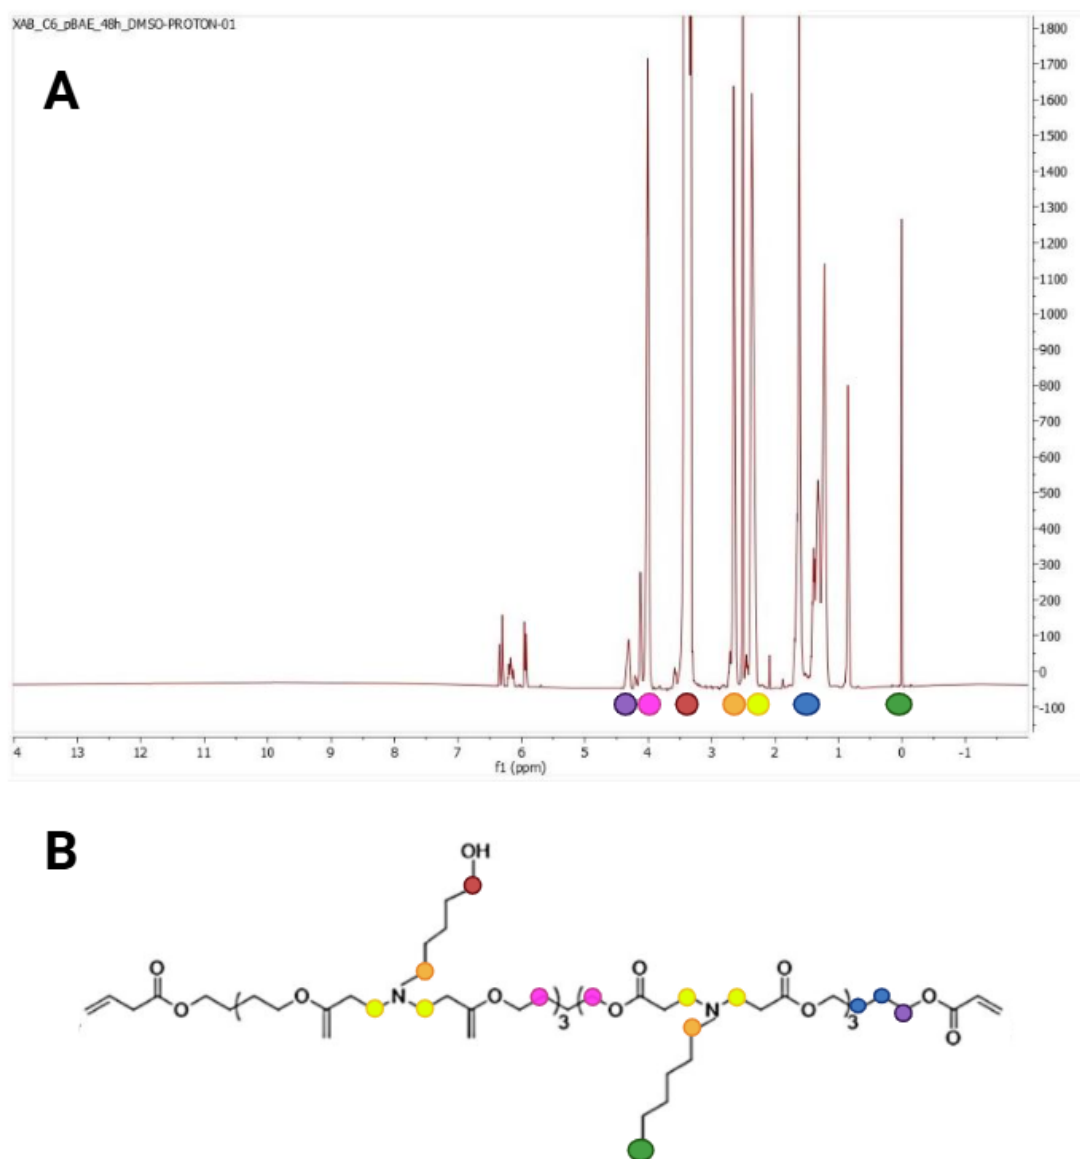 XAB_C6_pBAE_48h_DMSO-PROTON-01
A
1800
1700
1600
1500
1400
1300
1200
1100
1000
900
800
700
600
500
400
300
200
100
0
-100
4 13 12 11 10 9 8 7 6 5 4 3 2 1 0 -1
f1 (ppm)
B
OH
O O O O O
O N O 3 ( O N O 3 O